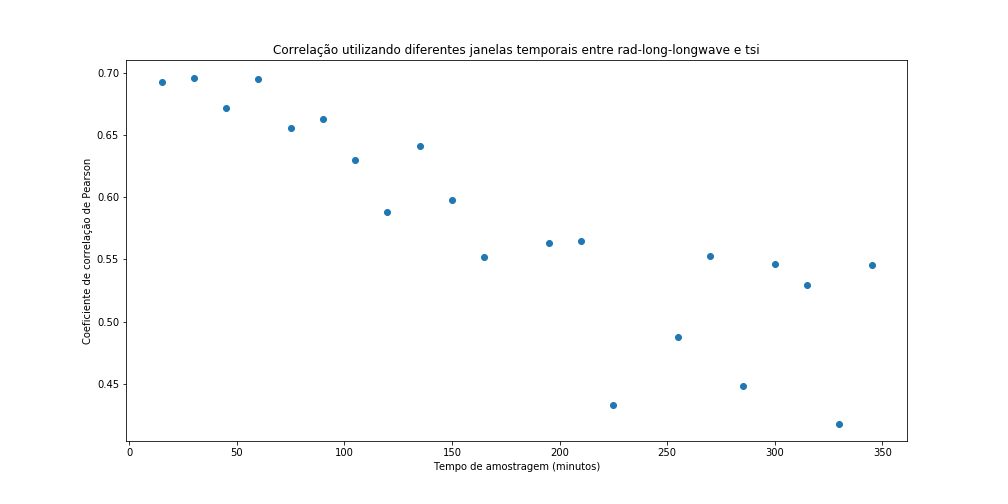 Correlação utilizando diferentes janelas temporais entre rad-long-longwave e tsi
Coeficiente de correlação de Pearson
0.70
0.65
0.60
0.55
0.50
0.45
0 50 100 150 200 250 300 350
Tempo de amostragem (minutos)